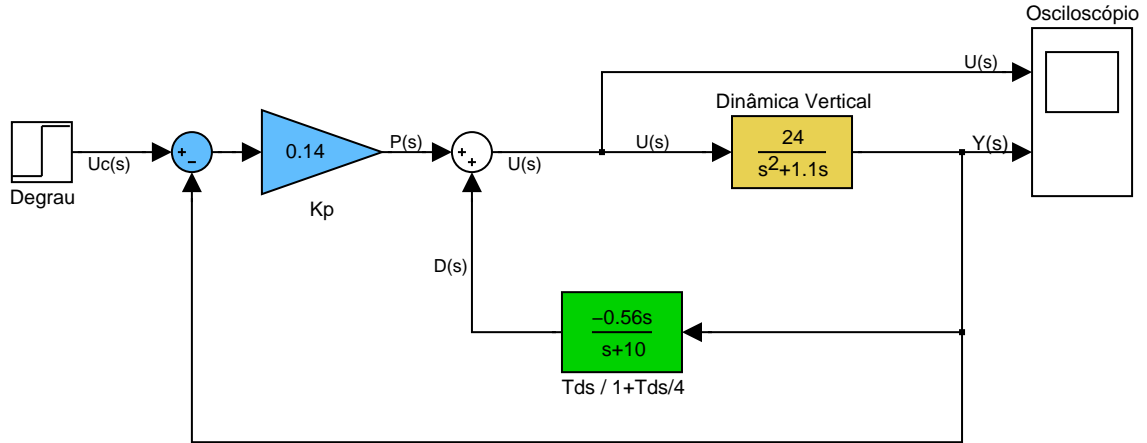 Osciloscópio
U(s)
Dinâmica Vertical
Degrau
Uc(s)
+
−
0.14
Kp
P(s)
+
+
U(s)
U(s)
24
s²+1.1s
Y(s)
D(s)
−0.56s
s+10
Tds / 1+Tds/4